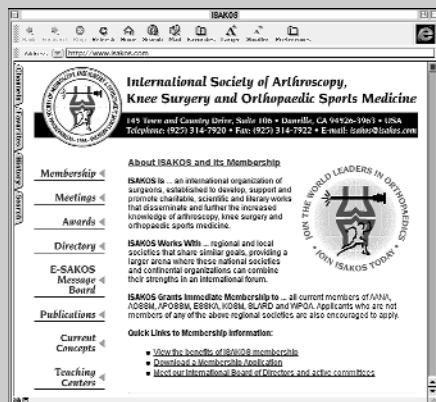 ISAKOS
Back Forward Stop Refresh Home Search Mail Favorites Larger Smaller Preferences
Address: http://www.isakos.com
Channels
Favorites
History
Search
International Society of Arthroscopy,
Knee Surgery and Orthopaedic Sports Medicine
145 Town and Country Drive, Suite 106 • Danville, CA 94526-3963 • USA
Telephone: (925) 314-7920 • Fax: (925) 314-7922 • E-mail: isakos@isakos.com
Membership
Meetings
Awards
Directory
E-SAKOS
Message
Board
Publications
Current
Concepts
Teaching
Centers
About ISAKOS and its Membership
ISAKOS is ... an international organization of
surgeons, established to develop, support and
promote charitable, scientific and literary works
that disseminate and further the increased
knowledge of arthroscopy, knee surgery and
orthopaedic sports medicine.
ISAKOS Works With ... regional and local
societies that share similar goals, providing a
larger arena where these national societies
and continental organizations can combine
their strengths in an international forum.
JOIN THE WORLD LEADERS IN ORTHOPAEDICS
• JOIN ISAKOS TODAY •
ISAKOS Grants Immediate Membership to ... all current members of AANA,
AOSSM, APOSSM, ESSKA, KOSM, SLARD and WPOA. Applicants who are not
members of any of the above regional societies are also encouraged to apply.
Quick Links to Membership Information:
View the benefits of ISAKOS membership
Download a Membership Application
Meet our International Board of Directors and active committees